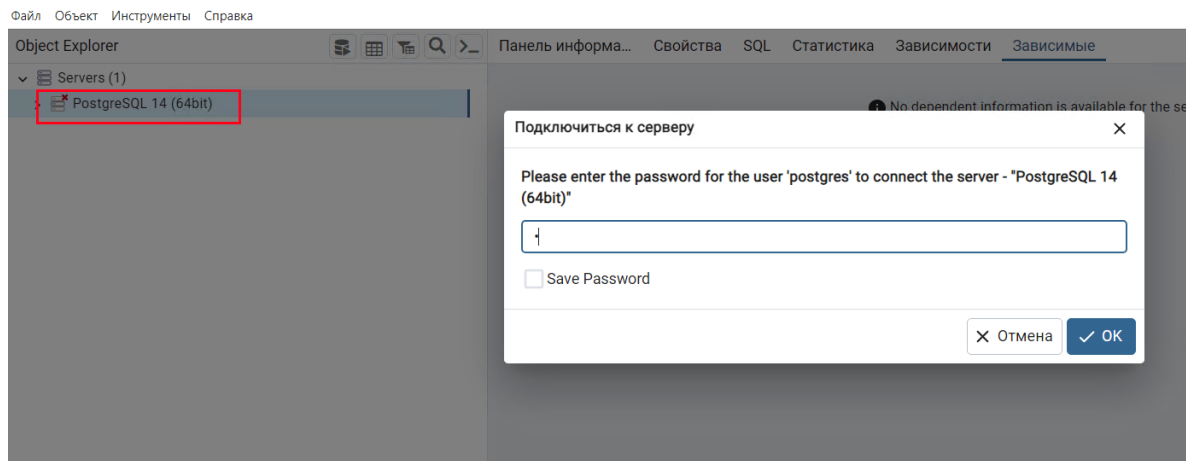 Файл Объект Инструменты Справка
Object Explorer
Панель информа... Свойства SQL Статистика Зависимости Зависимые
Servers (1)
PostgreSQL 14 (64bit)
No dependent information is available for the se
Подключиться к серверу
Please enter the password for the user 'postgres' to connect the server - "PostgreSQL 14
(64bit)"
Save Password
Отмена OK